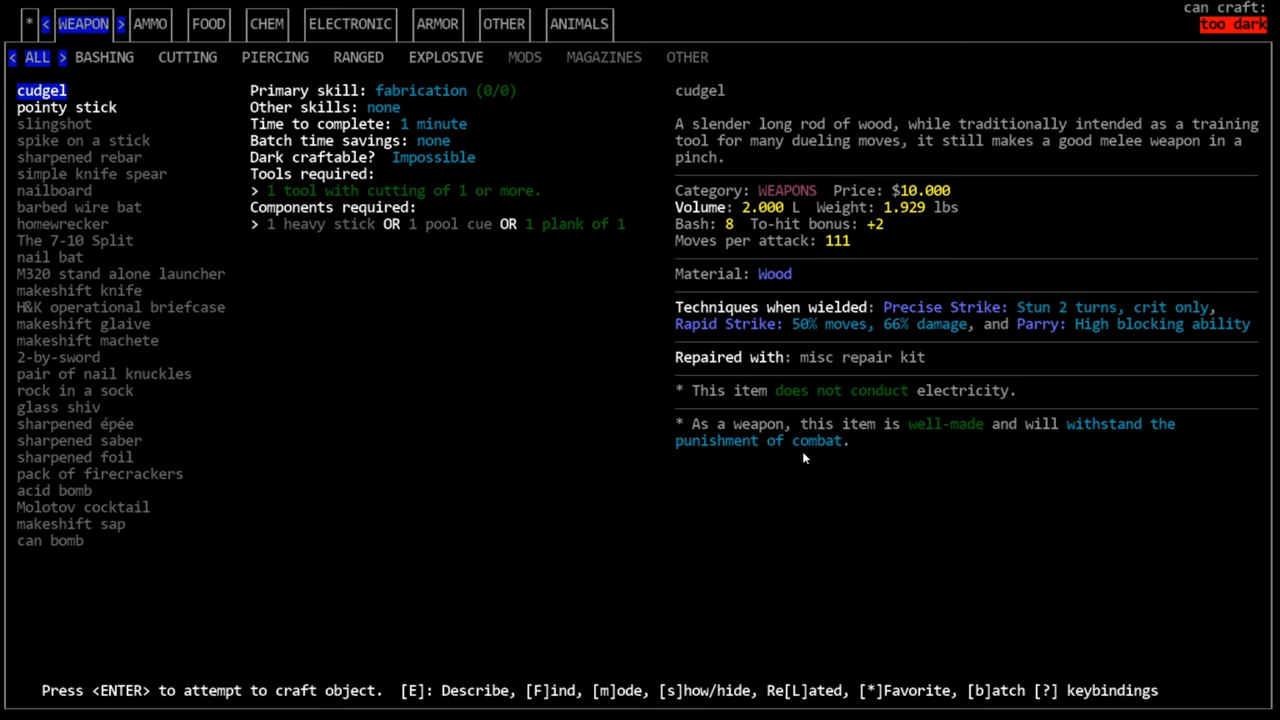 can craft:
* < WEAPON > AMMO FOOD CHEM ELECTRONIC ARMOR OTHER ANIMALS too dark
< ALL > BASHING CUTTING PIERCING RANGED EXPLOSIVE MODS MAGAZINES OTHER
cudgel
pointy stick
slingshot
spike on a stick
sharpened rebar
simple knife spear
nailboard
barbed wire bat
homewrecker
The 7-10 Split
nail bat
M320 stand alone launcher
makeshift knife
H&K operational briefcase
makeshift glaive
makeshift machete
2-by-sword
pair of nail knuckles
rock in a sock
glass shiv
sharpened épée
sharpened saber
sharpened foil
pack of firecrackers
acid bomb
Molotov cocktail
makeshift sap
can bomb
Primary skill: fabrication (0/0)
Other skills: none
Time to complete: 1 minute
Batch time savings: none
Dark craftable? Impossible
Tools required:
> 1 tool with cutting of 1 or more.
Components required:
> 1 heavy stick OR 1 pool cue OR 1 plank of 1
cudgel
A slender long rod of wood, while traditionally intended as a training
tool for many dueling moves, it still makes a good melee weapon in a
pinch.
Category: WEAPONS Price: $10.000
Volume: 2.000 L Weight: 1.929 lbs
Bash: 8 To-hit bonus: +2
Moves per attack: 111
Material: Wood
Techniques when wielded: Precise Strike: Stun 2 turns, crit only,
Rapid Strike: 50% moves, 66% damage, and Parry: High blocking ability
Repaired with: misc repair kit
* This item does not conduct electricity.
* As a weapon, this item is well-made and will withstand the
punishment of combat.
Press <ENTER> to attempt to craft object. [E]: Describe, [F]ind, [m]ode, [s]how/hide, Re[L]ated, [*]Favorite, [b]atch [?] keybindings